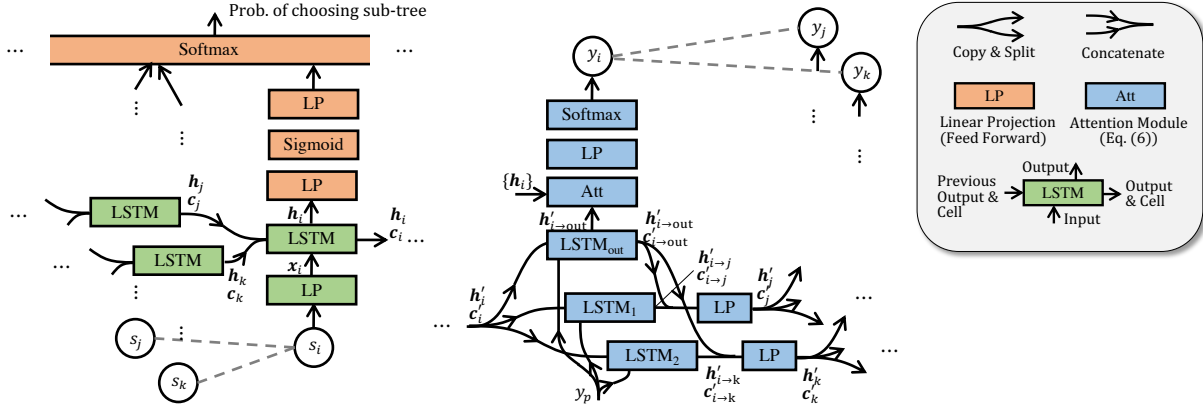 Prob. of choosing sub-tree
...
Softmax
...
LP
Sigmoid
LP
...
h_j
c_j
LSTM
h_i
LSTM
h_i
c_i
...
...
LSTM
h_k
c_k
x_i
LP
s_j
s_i
s_k
y_i
y_j
y_k
Softmax
LP
{h_i}
Att
h'_{i→out}
h'_{i→out}
c'_{i→out}
LSTM_out
h'_{i→j}
c'_{i→j}
h'_i
c'_i
...
LSTM_1
LP
h'_j
c'_j
...
LSTM_2
LP
h'_{i→k}
c'_{i→k}
h'_k
c'_k
...
y_p
Copy & Split
Concatenate
LP
Att
Linear Projection
(Feed Forward)
Attention Module
(Eq. (6))
Output
Previous
Output &
Cell
LSTM
Output
& Cell
Input